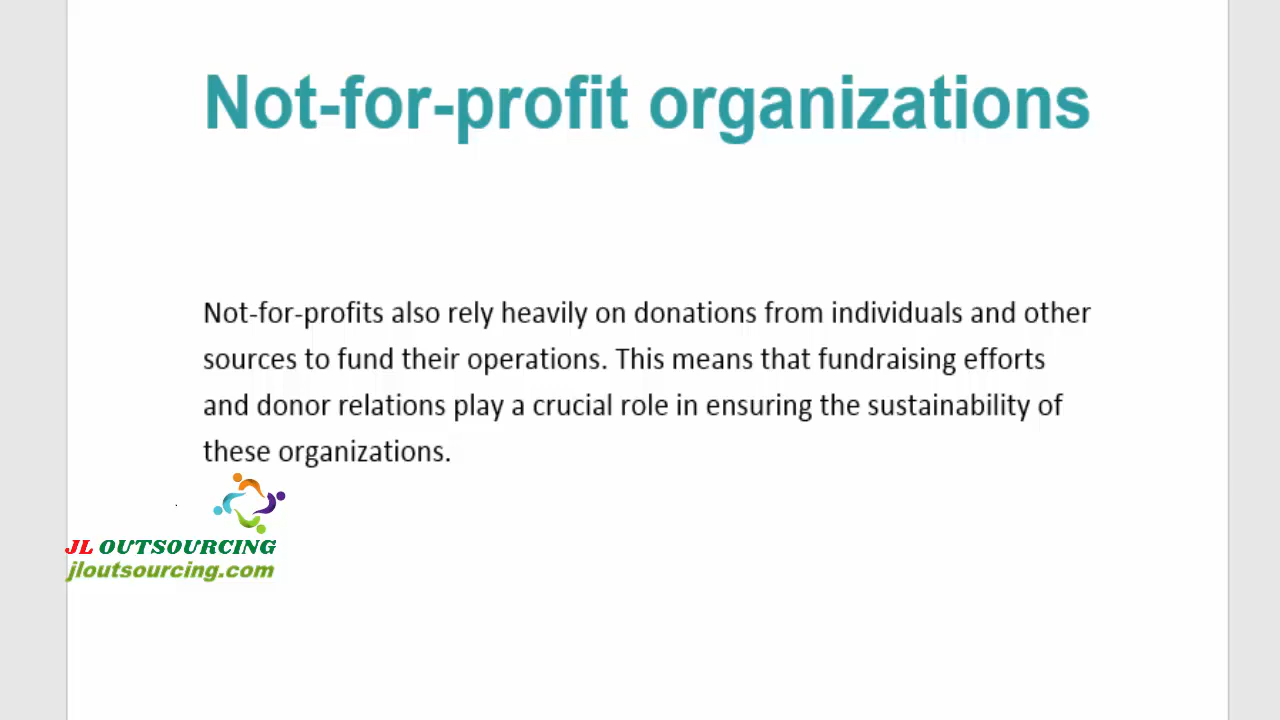 Not-for-profit organizations
Not-for-profits also rely heavily on donations from individuals and other
sources to fund their operations. This means that fundraising efforts
and donor relations play a crucial role in ensuring the sustainability of
these organizations.
JL OUTSOURCING
jloutsourcing.com